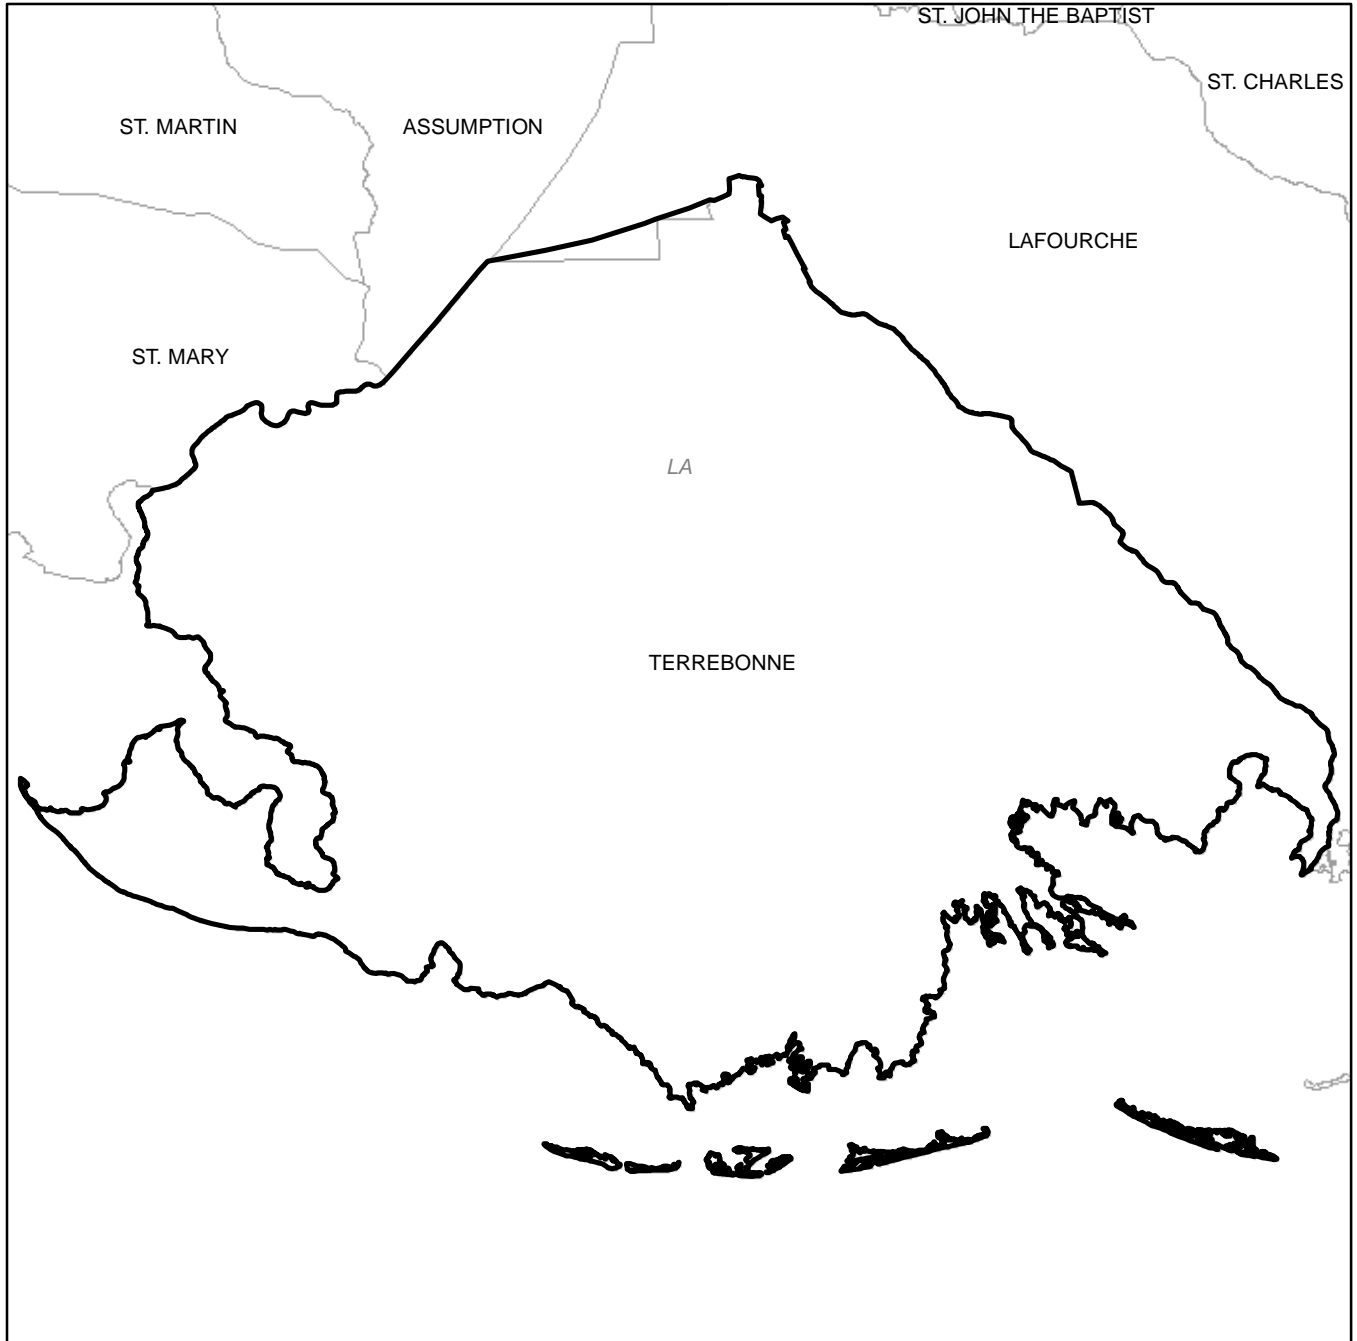 ST. JOHN THE BAPTIST
ST. CHARLES
ST. MARTIN
ASSUMPTION
LAFOURCHE
ST. MARY
LA
TERREBONNE